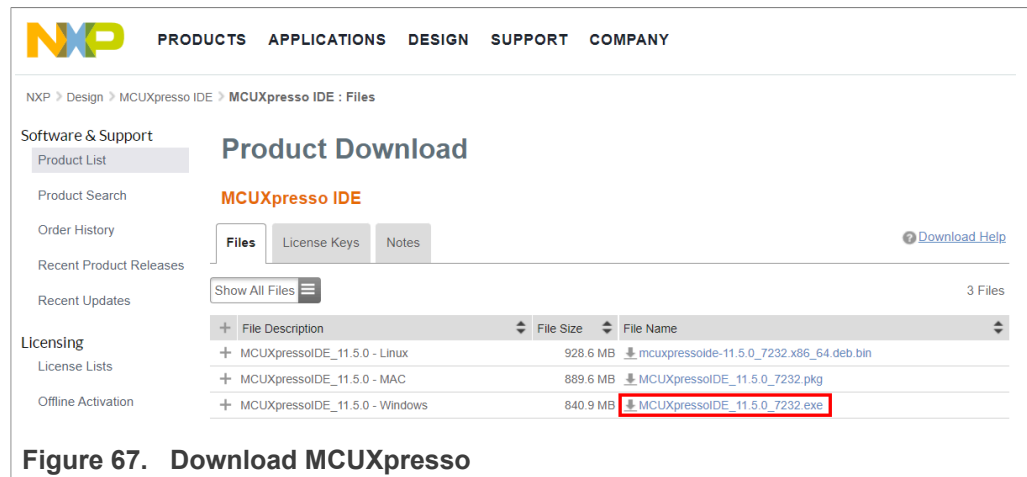 NXP
PRODUCTS APPLICATIONS DESIGN SUPPORT COMPANY
NXP > Design > MCUXpresso IDE > MCUXpresso IDE : Files
Software & Support
Product List
Product Search
Order History
Recent Product Releases
Recent Updates
Licensing
License Lists
Offline Activation
Product Download
MCUXpresso IDE
Files License Keys Notes
? Download Help
Show All Files
3 Files
+ File Description File Size File Name
+ MCUXpressoIDE_11.5.0 - Linux 928.6 MB mcuxpressoide-11.5.0_7232.x86_64.deb.bin
+ MCUXpressoIDE_11.5.0 - MAC 889.6 MB MCUXpressoIDE_11.5.0_7232.pkg
+ MCUXpressoIDE_11.5.0 - Windows 840.9 MB MCUXpressoIDE_11.5.0_7232.exe
Figure 67. Download MCUXpresso